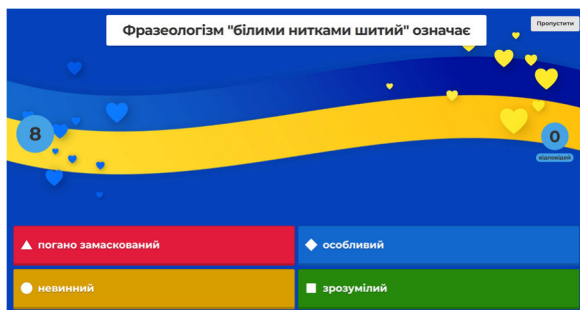 Фразеологізм "білими нитками шитий" означає
Пропустити
8
0
відповідей
погано замаскований
особливий
невинний
зрозумілий